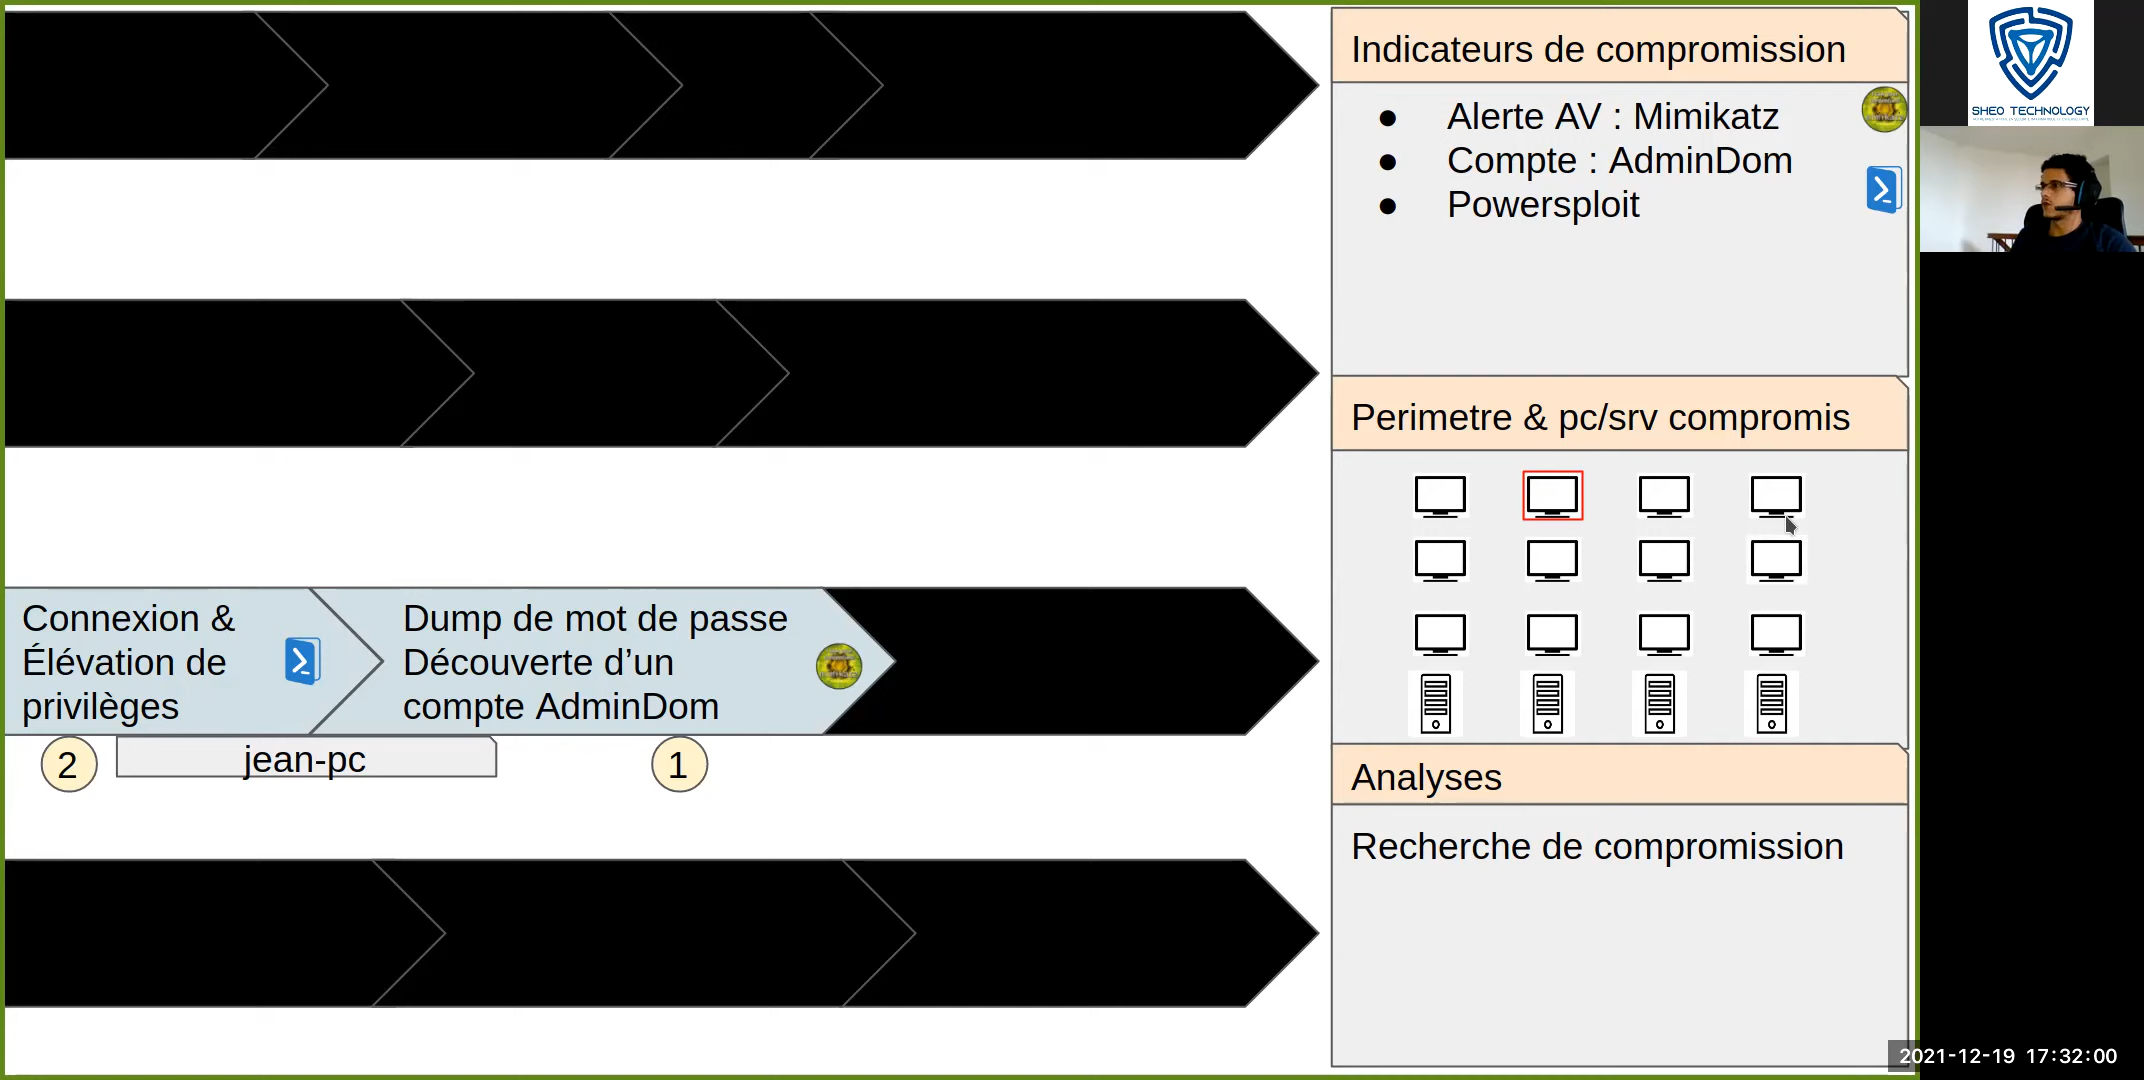 Indicateurs de compromission
● Alerte AV : Mimikatz
● Compte : AdminDom
● Powersploit
Perimetre & pc/srv compromis
Connexion &
Élévation de
privilèges
Dump de mot de passe
Découverte d’un
compte AdminDom
2
jean-pc
1
Analyses
Recherche de compromission
SHEO TECHNOLOGY
2021-12-19 17:32:00